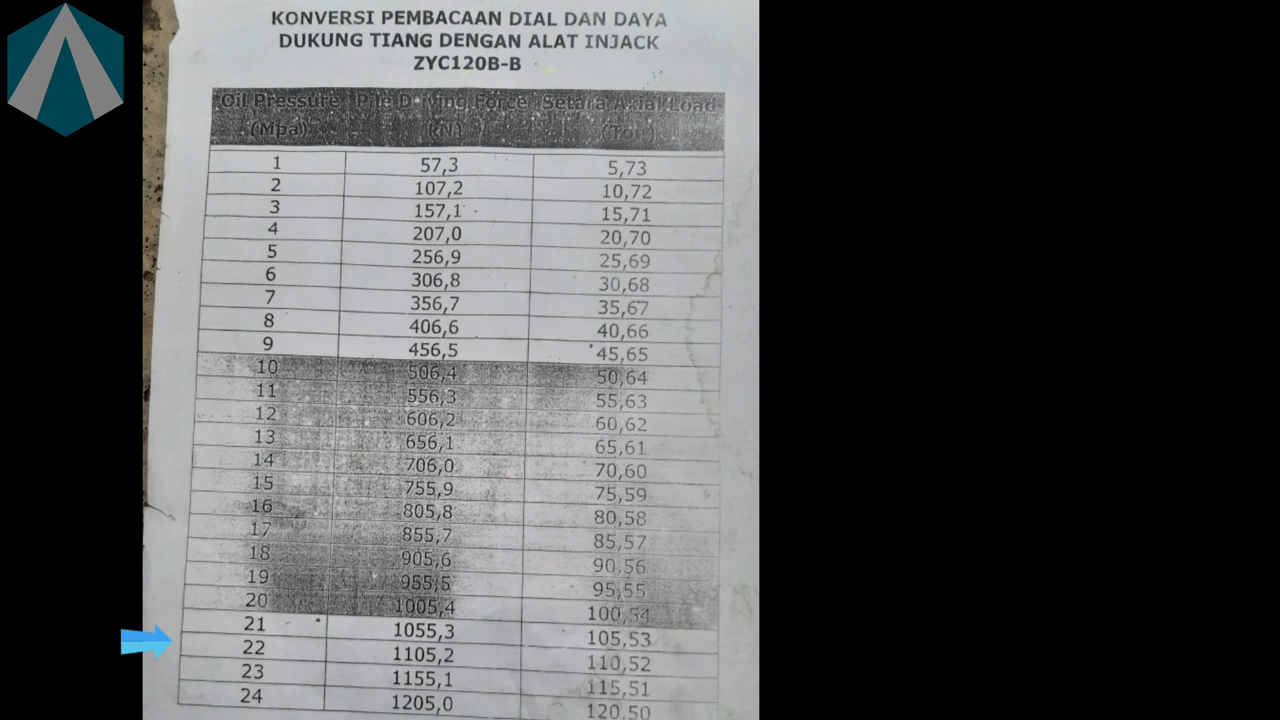 KONVERSI PEMBACAAN DIAL DAN DAYA
DUKUNG TIANG DENGAN ALAT INJACK
ZYC120B-B
Oil Pressure Pile Driving Force Setara Axial Load
(Mpa) (kN) (Ton)
1 57,3 5,73
2 107,2 10,72
3 157,1 15,71
4 207,0 20,70
5 256,9 25,69
6 306,8 30,68
7 356,7 35,67
8 406,6 40,66
9 456,5 45,65
10 506,4 50,64
11 556,3 55,63
12 606,2 60,62
13 656,1 65,61
14 706,0 70,60
15 755,9 75,59
16 805,8 80,58
17 855,7 85,57
18 905,6 90,56
19 955,5 95,55
20 1005,4 100,54
21 1055,3 105,53
22 1105,2 110,52
23 1155,1 115,51
24 1205,0 120,50